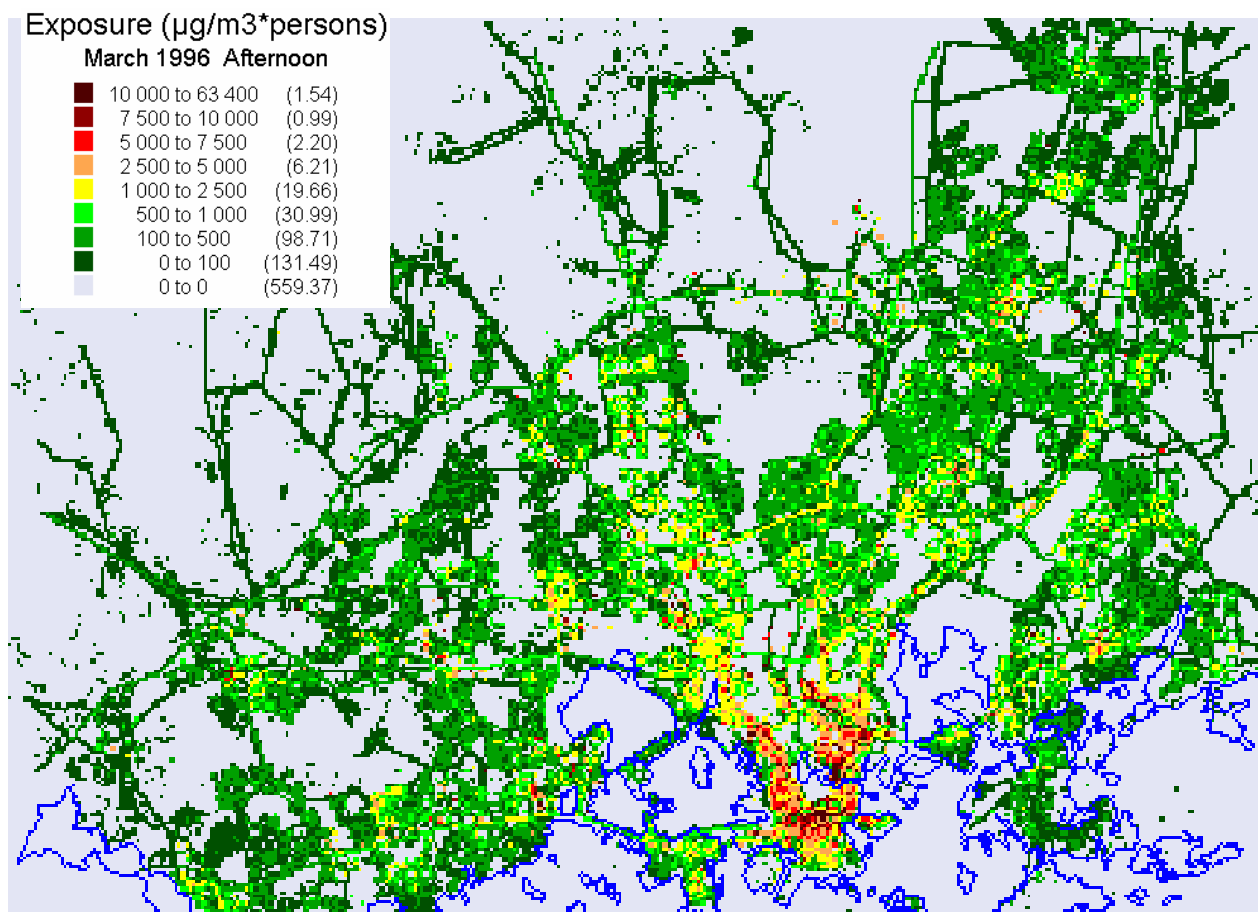 Exposure (µg/m3*persons)
March 1996 Afternoon
10 000 to 63 400 (1.54)
7 500 to 10 000 (0.99)
5 000 to 7 500 (2.20)
2 500 to 5 000 (6.21)
1 000 to 2 500 (19.66)
500 to 1 000 (30.99)
100 to 500 (98.71)
0 to 100 (131.49)
0 to 0 (559.37)